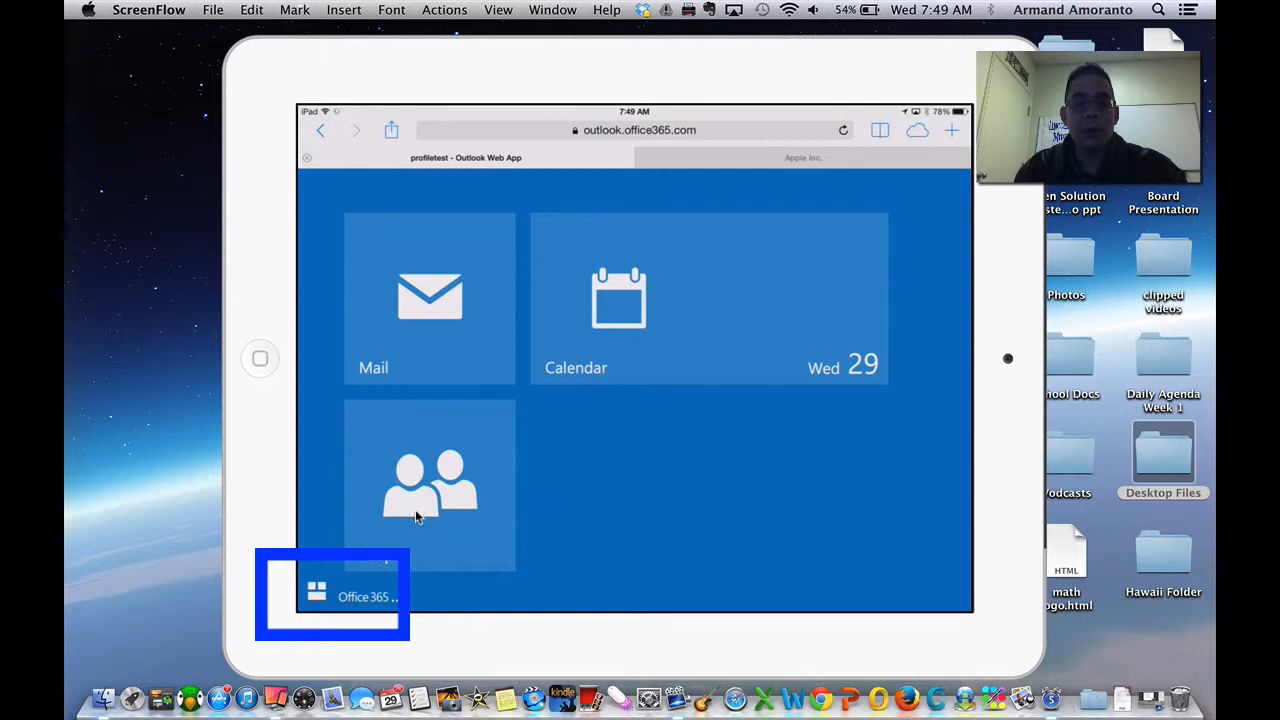 ScreenFlow File Edit Mark Insert Font Actions View Window Help 54% Wed 7:49 AM Armand Amoranto
iPad 7:49 AM 78%
outlook.office365.com
profiletest - Outlook Web App Apple Inc.
Mail
Calendar
Wed 29
Office 365 ..
en Solution
ste...o ppt
Board
Presentation
Photos
clipped
videos
Daily Agenda
Week 1
Desktop Files
HTML
math
ogo.html
Hawaii Folder
hool Docs
Vodcasts
29
kindle